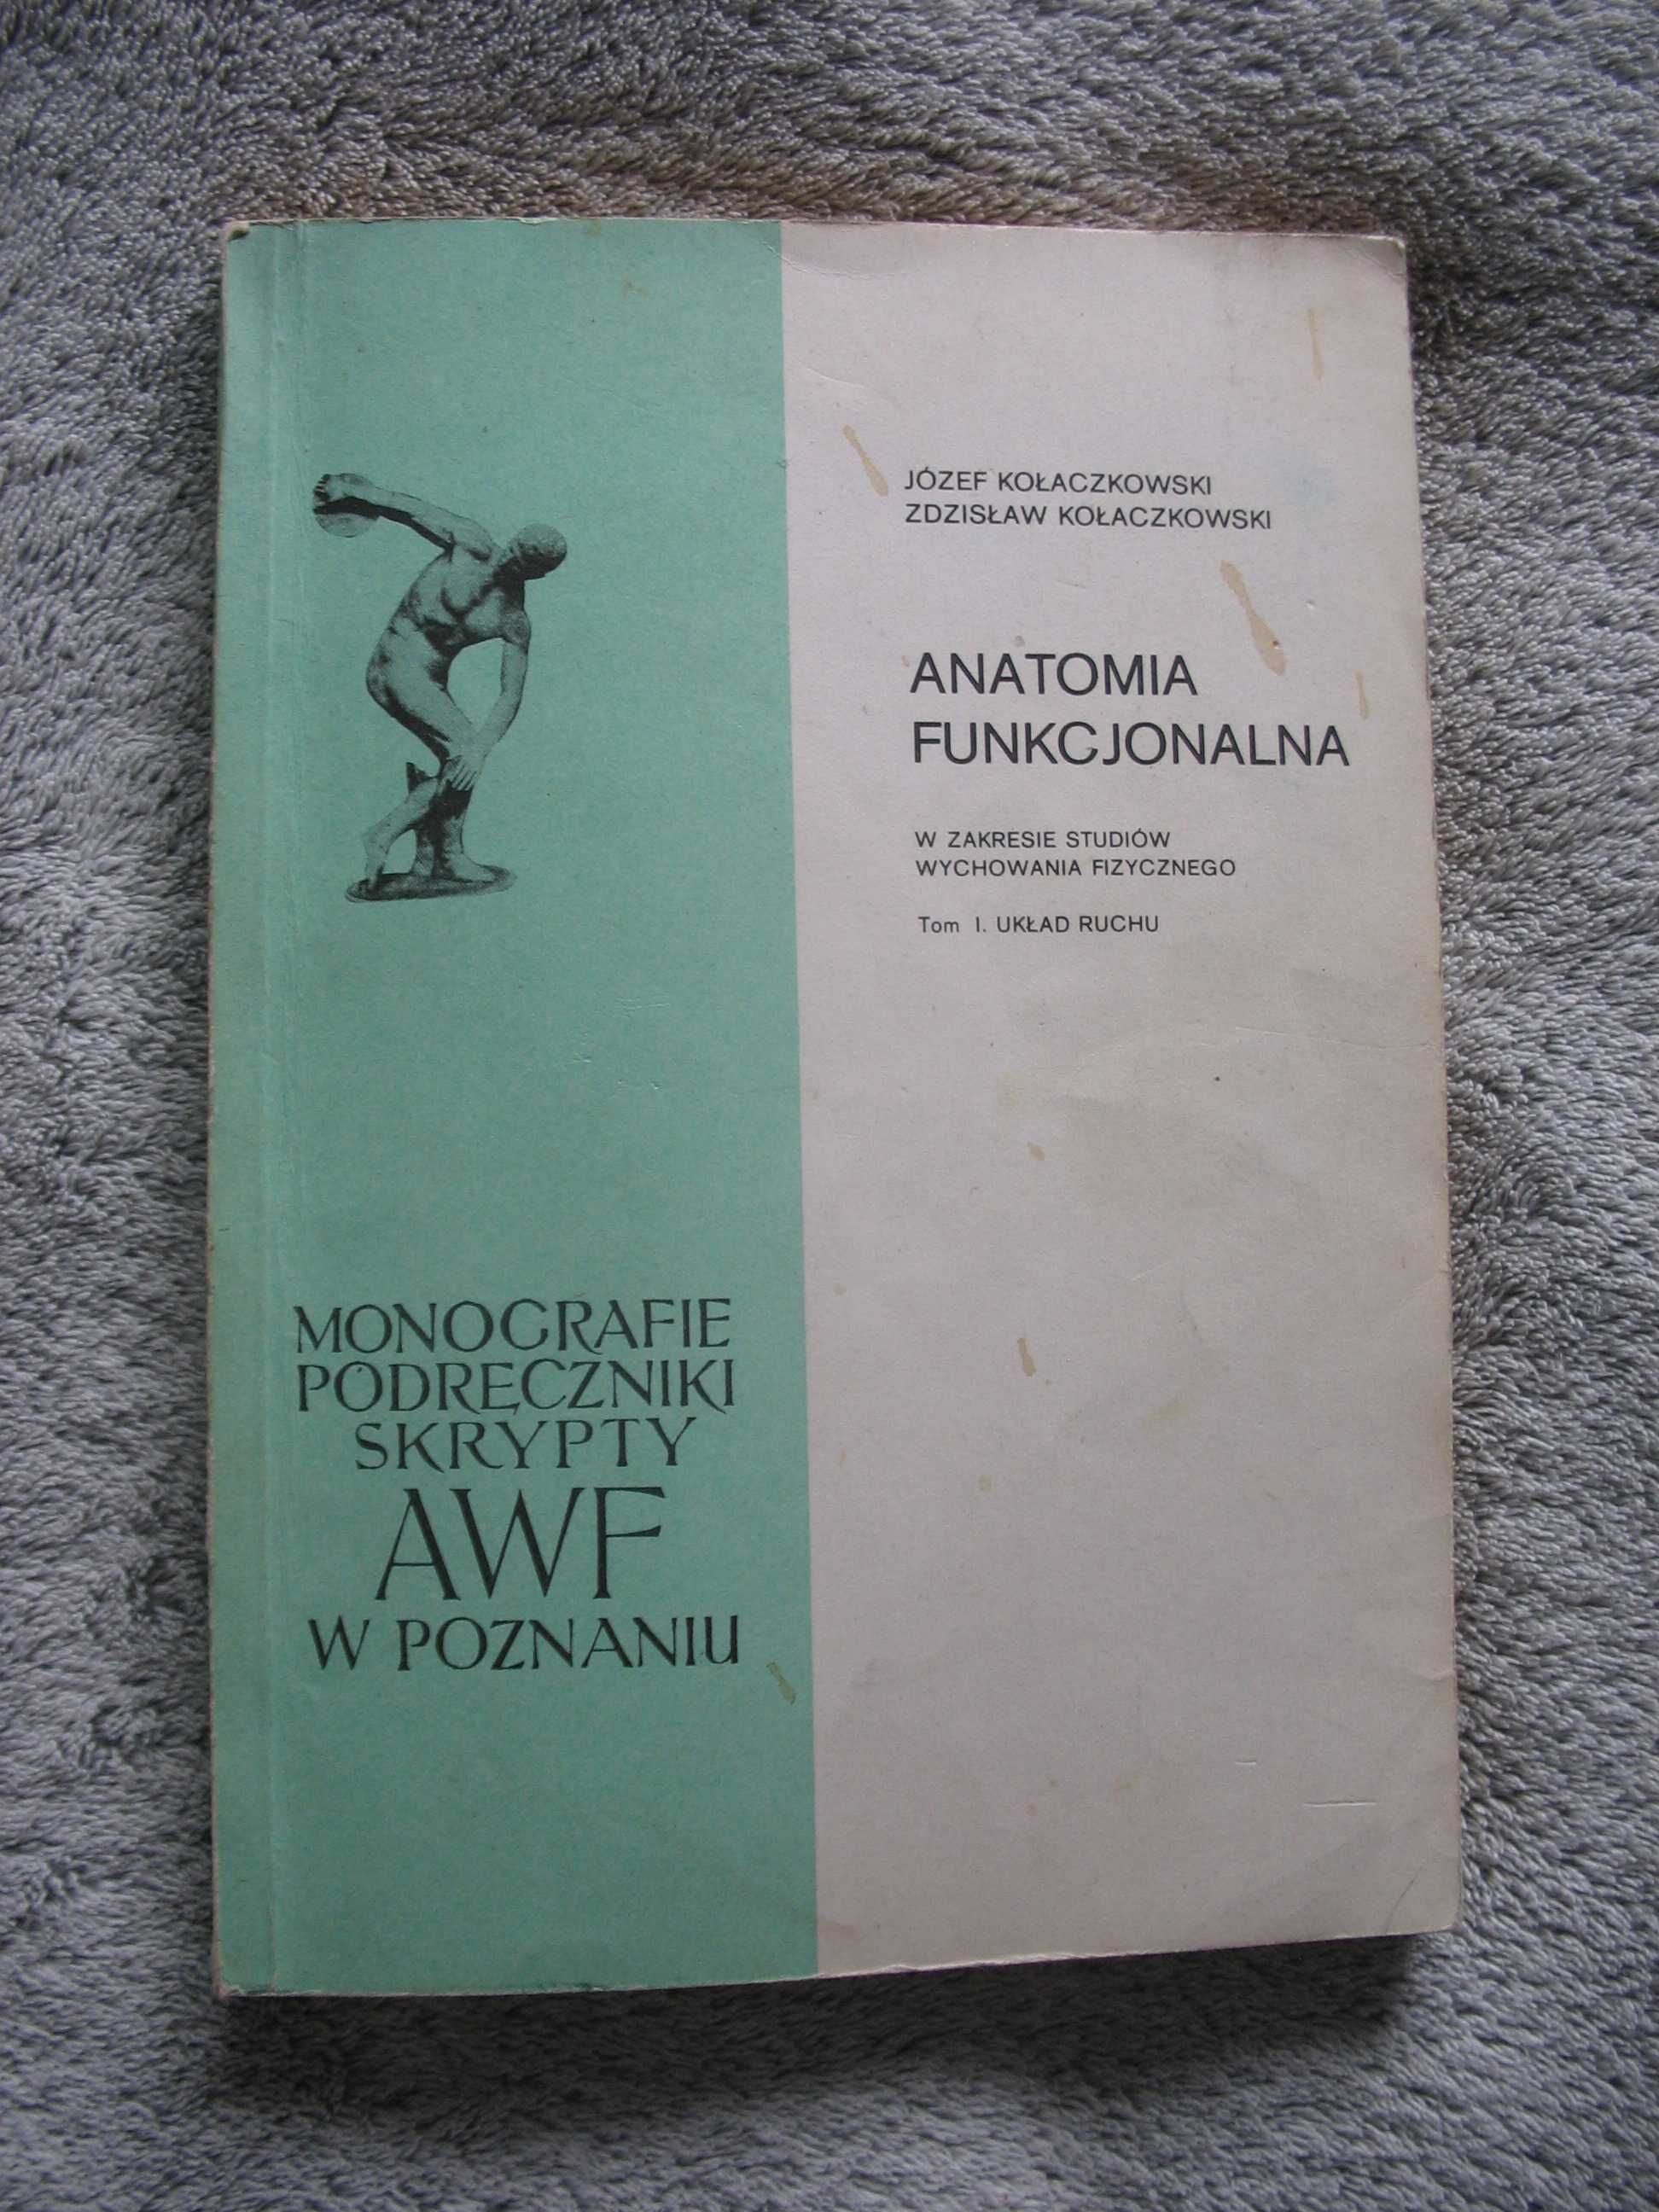 JÓZEF KOŁACZKOWSKI
ZDZISŁAW KOŁACZKOWSKI
ANATOMIA
FUNKCJONALNA
W ZAKRESIE STUDIÓW
WYCHOWANIA FIZYCZNEGO
Tom I. UKŁAD RUCHU
MONOGRAFIE
PODRĘCZNIKI
SKRYPTY
AWF
W POZNANIU